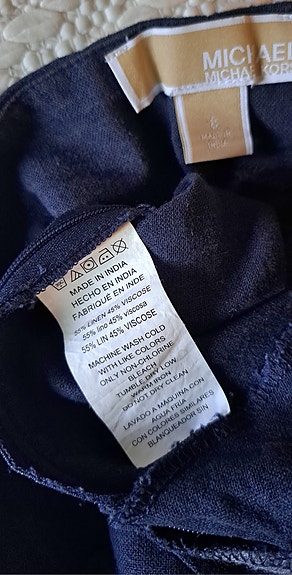 MICHAEL
MICHAEL KORS
MADE IN
INDIA
MADE IN INDIA
HECHO EN INDIA
FABRIQUÉ EN INDE
55% LINEN 45% VISCOSE
55% lino 45% viscosa
55% LIN 45% VISCOSE
MACHINE WASH COLD
WITH LIKE COLORS
ONLY NON-CHLORINE
BLEACH
TUMBLE DRY LOW
WARM IRON
DO NOT DRY CLEAN
LAVADO A MAQUINA CON
AGUA FRIA
CON COLORES SIMILARES
BLANQUEADOR SIN